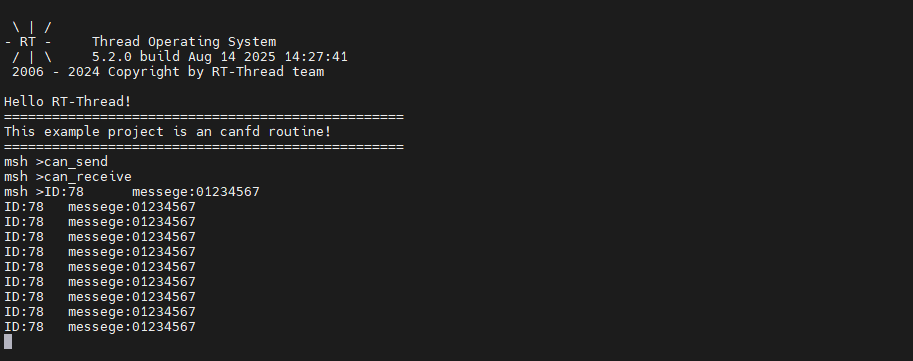 \ | /
- RT -     Thread Operating System
 / | \     5.2.0 build Aug 14 2025 14:27:41
 2006 - 2024 Copyright by RT-Thread team

Hello RT-Thread!
==================================================
This example project is an canfd routine!
==================================================
msh >can_send
msh >can_receive
msh >ID:78      messege:01234567
ID:78   messege:01234567
ID:78   messege:01234567
ID:78   messege:01234567
ID:78   messege:01234567
ID:78   messege:01234567
ID:78   messege:01234567
ID:78   messege:01234567
ID:78   messege:01234567
ID:78   messege:01234567